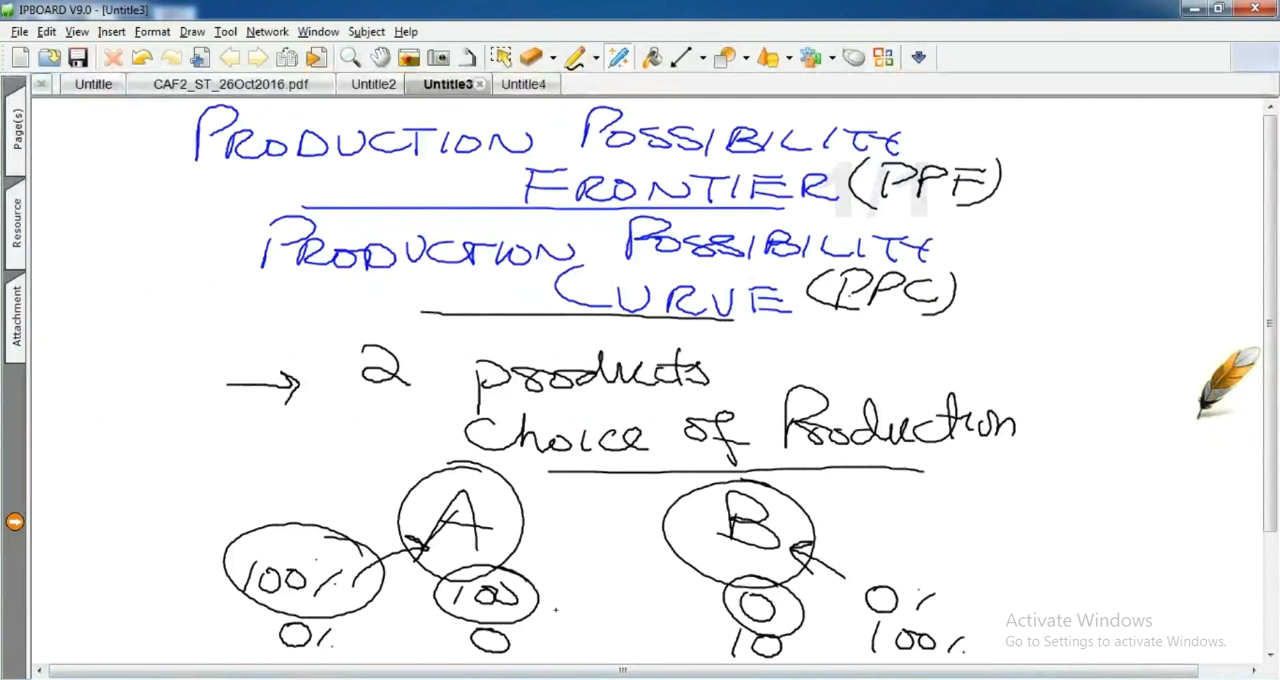 IPBOARD V9.0 - [Untitle3]
File Edit View Insert Format Draw Tool Network Window Subject Help
Untitle CAF2_ST_26Oct2016.pdf Untitle2 Untitle3 Untitle4
Page(s)
Resource
Attachment
PRODUCTION POSSIBILITY
FRONTIER (PPF)
1/1
PRODUCTION POSSIBILITY
CURVE (PPC)
→ 2 products
choice of Production
A B
100% 100 0 0%
0% 0 10 100%
Activate Windows
Go to Settings to activate Windows.